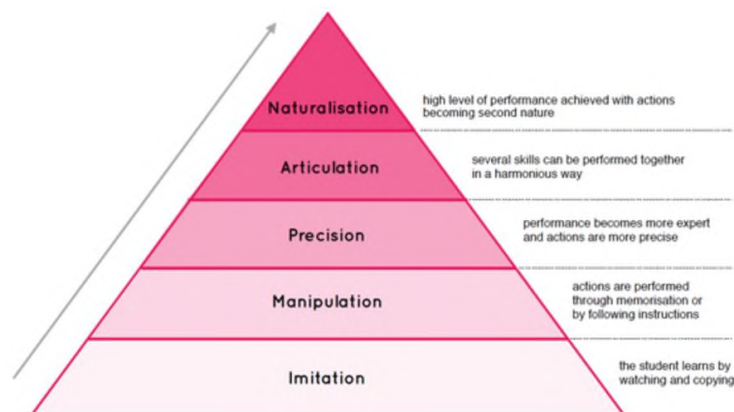 Naturalisation
high level of performance achieved with actions
becoming second nature
Articulation
several skills can be performed together
in a harmonious way
Precision
performance becomes more expert
and actions are more precise
Manipulation
actions are performed
through memorisation or
by following instructions
Imitation
the student learns by
watching and copying